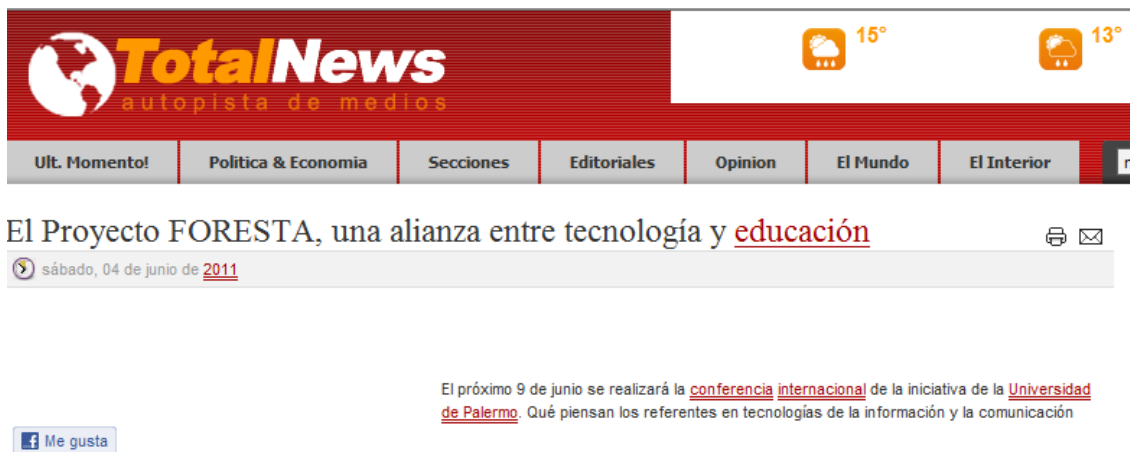 TotalNews
autopista de medios
15°
13°
Ult. Momento!
Politica & Economia
Secciones
Editoriales
Opinion
El Mundo
El Interior
El Proyecto FORESTA, una alianza entre tecnología y educación
sábado, 04 de junio de 2011
El próximo 9 de junio se realizará la conferencia internacional de la iniciativa de la Universidad
de Palermo. Qué piensan los referentes en tecnologías de la información y la comunicación
Me gusta